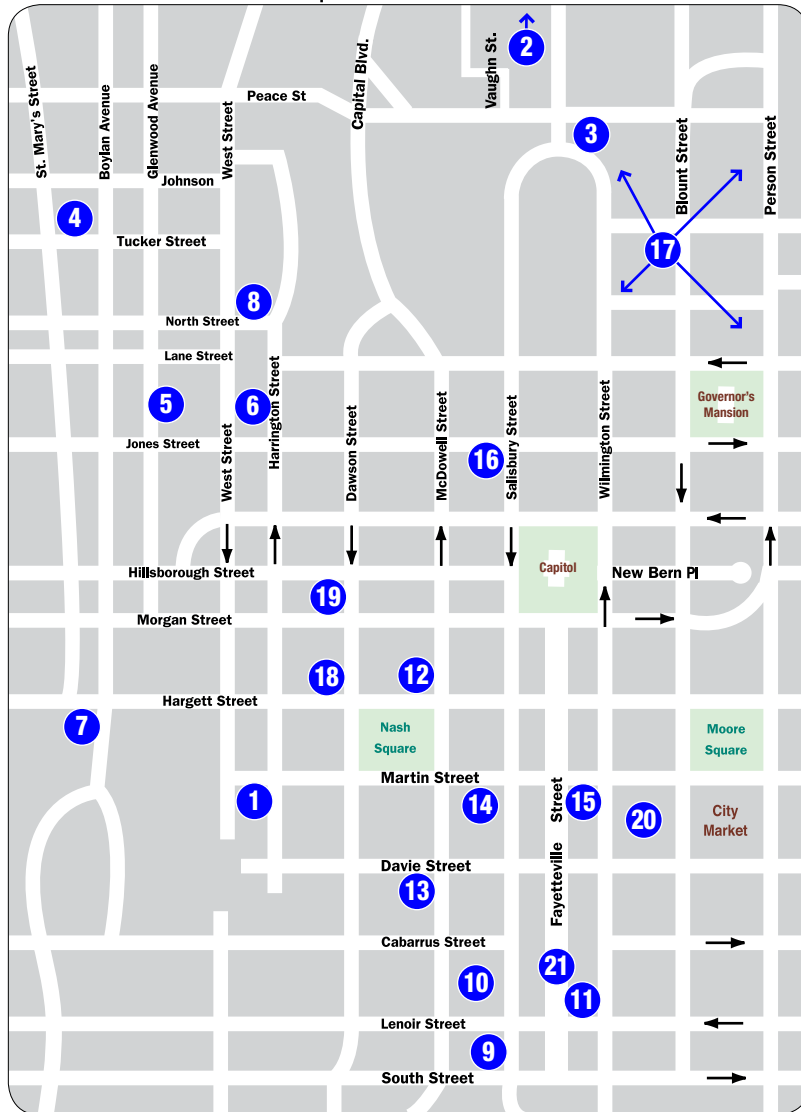 2
Vaughn St.
Capital Blvd.
St. Mary's Street
Boylan Avenue
Glenwood Avenue
West Street
Peace St
3
Blount Street
Person Street
Johnson
4
Tucker Street
17
8
North Street
Lane Street
5
6
Harrington Street
Governor's
Mansion
Jones Street
West Street
Dawson Street
McDowell Street
16
Salisbury Street
Wilmington Street
Capitol
Hillsborough Street
New Bern Pl
19
Morgan Street
18
12
Hargett Street
7
Nash
Square
Moore
Square
Martin Street
1
14
Fayetteville Street
15
20
City
Market
Davie Street
13
Cabarrus Street
21
10
11
Lenoir Street
9
South Street